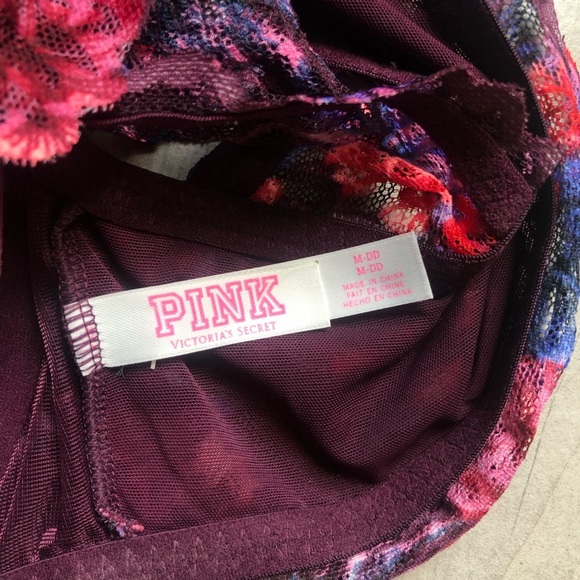 PINK
VICTORIA'S SECRET
M-DD
M-DD
MADE IN CHINA
FAIT EN CHINE
HECHO EN CHINA